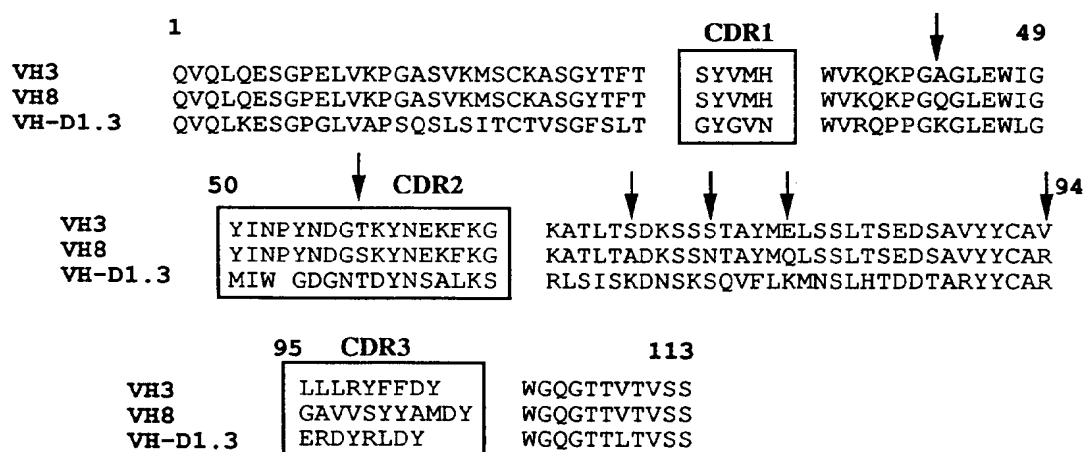 1 CDR1 49
VH3 QVQLQESGPELVKPGASVKMSCKASGYTFT SYVMH WVKQKPGAGLEWIG
VH8 QVQLQESGPELVKPGASVKMSCKASGYTFT SYVMH WVKQKPGQGLEWIG
VH-D1.3 QVQLKESGPGLVAPSQSLSITCTVSGFSLT GYGVN WVRQPPGKGLEWLG
50 CDR2 94
VH3 YINPYNDGTKYNEKFKG KATLTSDKSSSTAYMELSSLTSEDSAVYYCAV
VH8 YINPYNDGSKYNEKFKG KATLTADKSSNTAYMQLSSLTSEDSAVYYCAR
VH-D1.3 MIW GDGNTDYNSALKS RLSISKDNSKSQVFLKMNSLHTDDTARYYCAR
95 CDR3 113
VH3 LLLRYFFDY WGQGTTVTVSS
VH8 GAVVSYYAMDY WGQGTTVTVSS
VH-D1.3 ERDYRLDY WGQGTTLTVSS